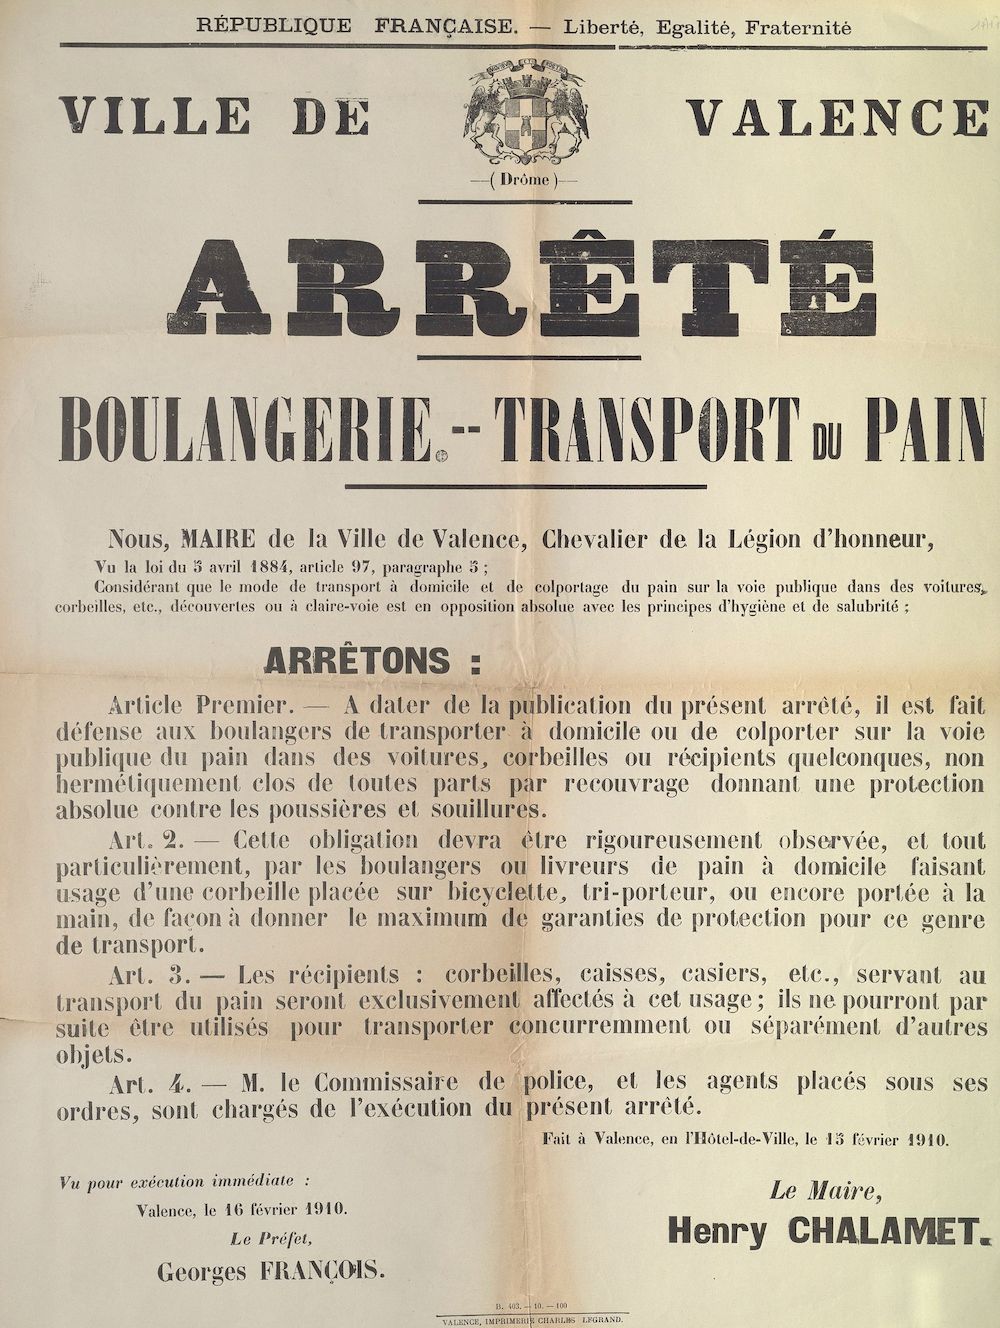 RÉPUBLIQUE FRANÇAISE. — Liberté, Egalité, Fraternité
VILLE DE VALENCE
—( Drôme )—
ARRÊTÉ
BOULANGERIE. -- TRANSPORT DU PAIN
Nous, MAIRE de la Ville de Valence, Chevalier de la Légion d'honneur,
Vu la loi du 5 avril 1884, article 97, paragraphe 5 ;
Considérant que le mode de transport à domicile et de colportage du pain sur la voie publique dans des voitures,
corbeilles, etc., découvertes ou à claire-voie est en opposition absolue avec les principes d'hygiène et de salubrité ;
ARRÊTONS :
Article Premier. — A dater de la publication du présent arrêté, il est fait
défense aux boulangers de transporter à domicile ou de colporter sur la voie
publique du pain dans des voitures, corbeilles ou récipients quelconques, non
hermétiquement clos de toutes parts par recouvrage donnant une protection
absolue contre les poussières et souillures.
Art. 2. — Cette obligation devra être rigoureusement observée, et tout
particulièrement, par les boulangers ou livreurs de pain à domicile faisant
usage d'une corbeille placée sur bicyclette, tri-porteur, ou encore portée à la
main, de façon à donner le maximum de garanties de protection pour ce genre
de transport.
Art. 3. — Les récipients : corbeilles, caisses, casiers, etc., servant au
transport du pain seront exclusivement affectés à cet usage ; ils ne pourront par
suite être utilisés pour transporter concurremment ou séparément d'autres
objets.
Art. 4. — M. le Commissaire de police, et les agents placés sous ses
ordres, sont chargés de l'exécution du présent arrêté.
Fait à Valence, en l'Hôtel-de-Ville, le 15 février 1910.
Vu pour exécution immédiate :
Valence, le 16 février 1910.
Le Préfet,
Georges FRANÇOIS.
Le Maire,
Henry CHALAMET.
B. 403. — 10. — 100
VALENCE, IMPRIMERIE CHARLES LEGRAND.